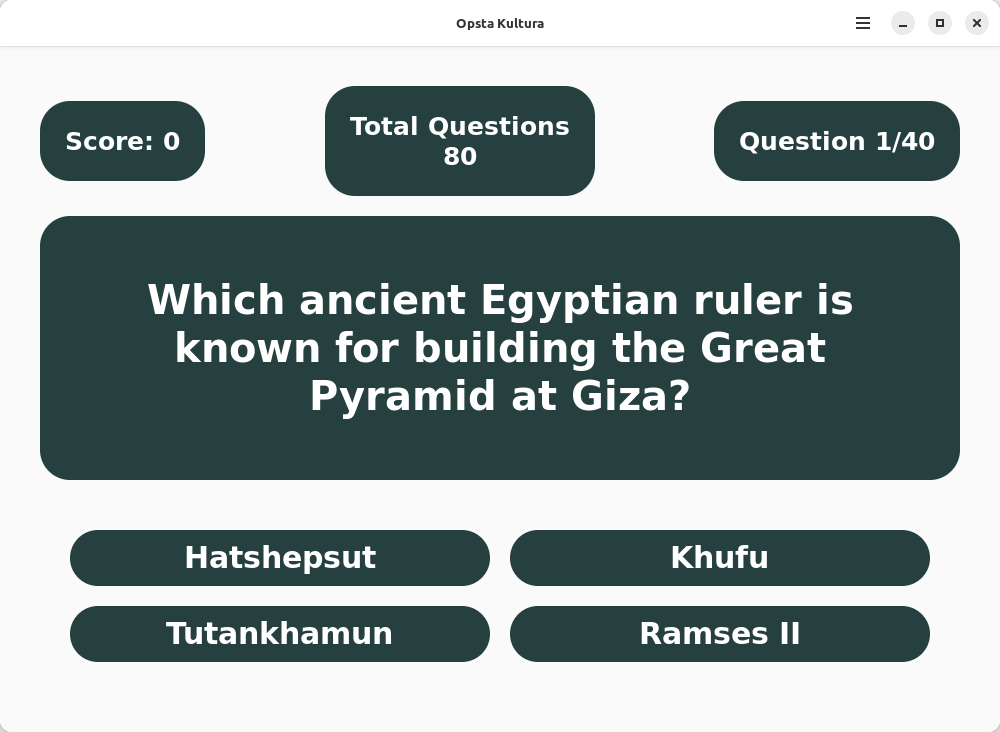 Opsta Kultura
Score: 0
Total Questions
80
Question 1/40
Which ancient Egyptian ruler is
known for building the Great
Pyramid at Giza?
Hatshepsut
Khufu
Tutankhamun
Ramses II